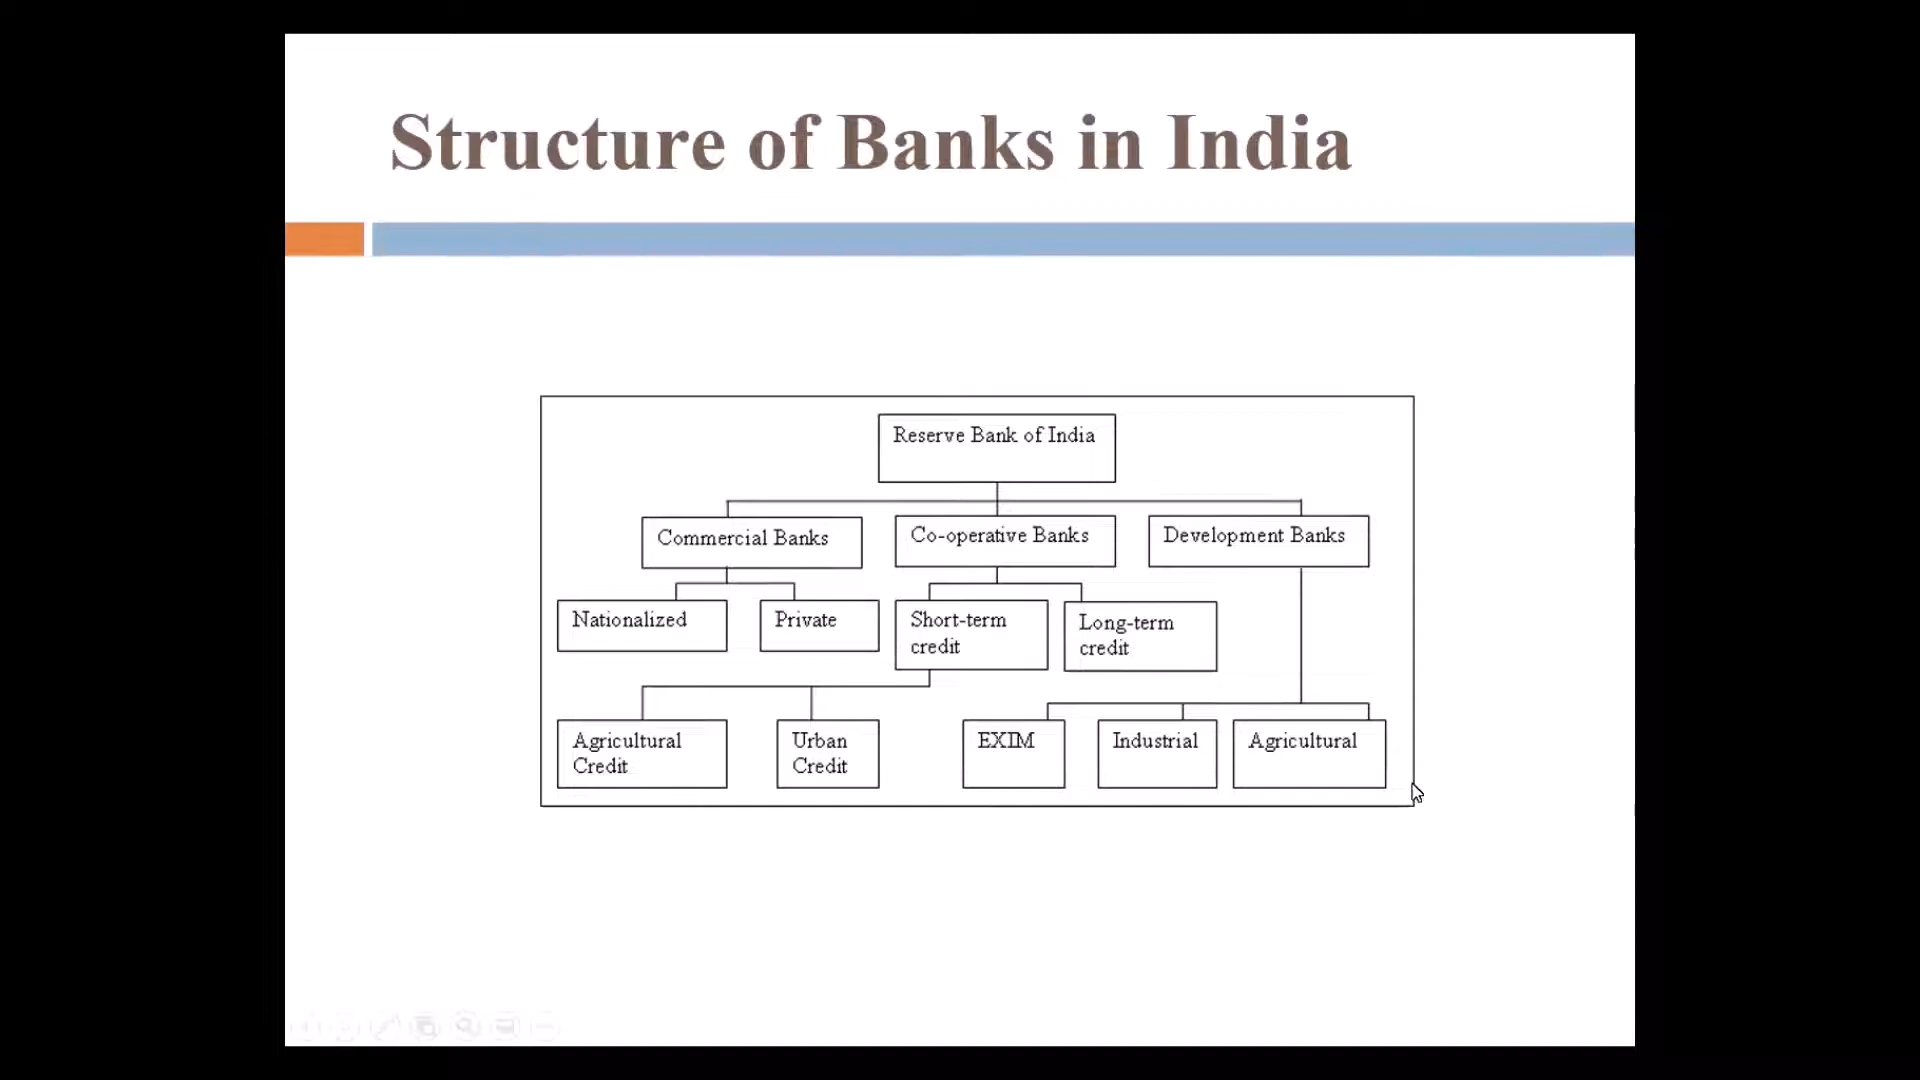 Structure of Banks in India
Reserve Bank of India
Commercial Banks
Co-operative Banks
Development Banks
Nationalized
Private
Short-term
credit
Long-term
credit
Agricultural
Credit
Urban
Credit
EXIM
Industrial
Agricultural